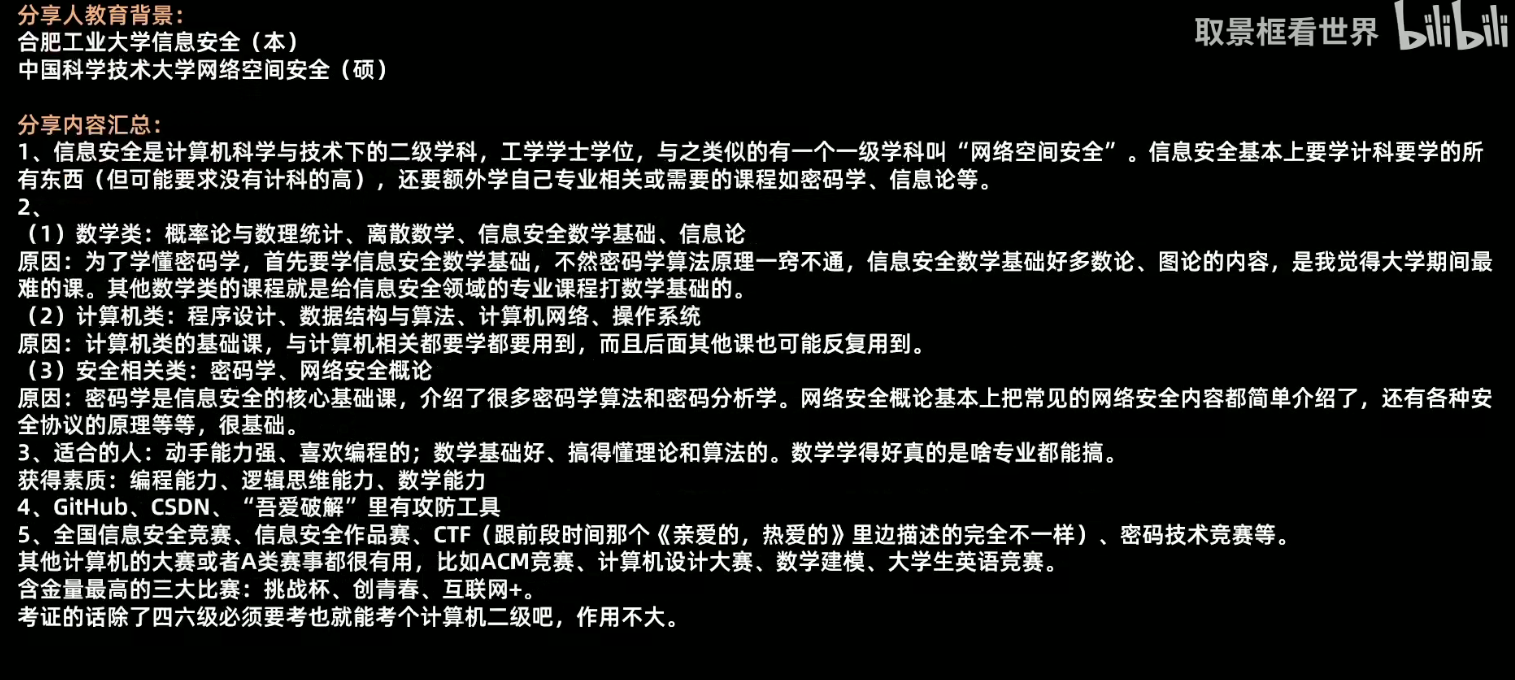 分享人教育背景：
取景框看世界 bilibili
合肥工业大学信息安全（本）
中国科学技术大学网络空间安全（硕）
分享内容汇总：
1、信息安全是计算机科学与技术下的二级学科，工学学士学位，与之类似的有一个一级学科叫“网络空间安全”。信息安全基本上要学计科要学的所
有东西（但可能要求没有计科的高），还要额外学自己专业相关或需要的课程如密码学、信息论等。
2、
（1）数学类：概率论与数理统计、离散数学、信息安全数学基础、信息论
原因：为了学懂密码学，首先要学信息安全数学基础，不然密码学算法原理一窍不通，信息安全数学基础好多数论、图论的内容，是我觉得大学期间最
难的课。其他数学类的课程就是给信息安全领域的专业课程打数学基础的。
（2）计算机类：程序设计、数据结构与算法、计算机网络、操作系统
原因：计算机类的基础课，与计算机相关都要学都要用到，而且后面其他课也可能反复用到。
（3）安全相关类：密码学、网络安全概论
原因：密码学是信息安全的核心基础课，介绍了很多密码学算法和密码分析学。网络安全概论基本上把常见的网络安全内容都简单介绍了，还有各种安
全协议的原理等等，很基础。
3、适合的人：动手能力强、喜欢编程的；数学基础好、搞得懂理论和算法的。数学学得好真的是啥专业都能搞。
获得素质：编程能力、逻辑思维能力、数学能力
4、GitHub、CSDN、“吾爱破解”里有攻防工具
5、全国信息安全竞赛、信息安全作品赛、CTF（跟前段时间那个《亲爱的，热爱的》里边描述的完全不一样）、密码技术竞赛等。
其他计算机的大赛或者A类赛事都很有用，比如ACM竞赛、计算机设计大赛、数学建模、大学生英语竞赛。
含金量最高的三大比赛：挑战杯、创青春、互联网+。
考证的话除了四六级必须要考也就能考个计算机二级吧，作用不大。